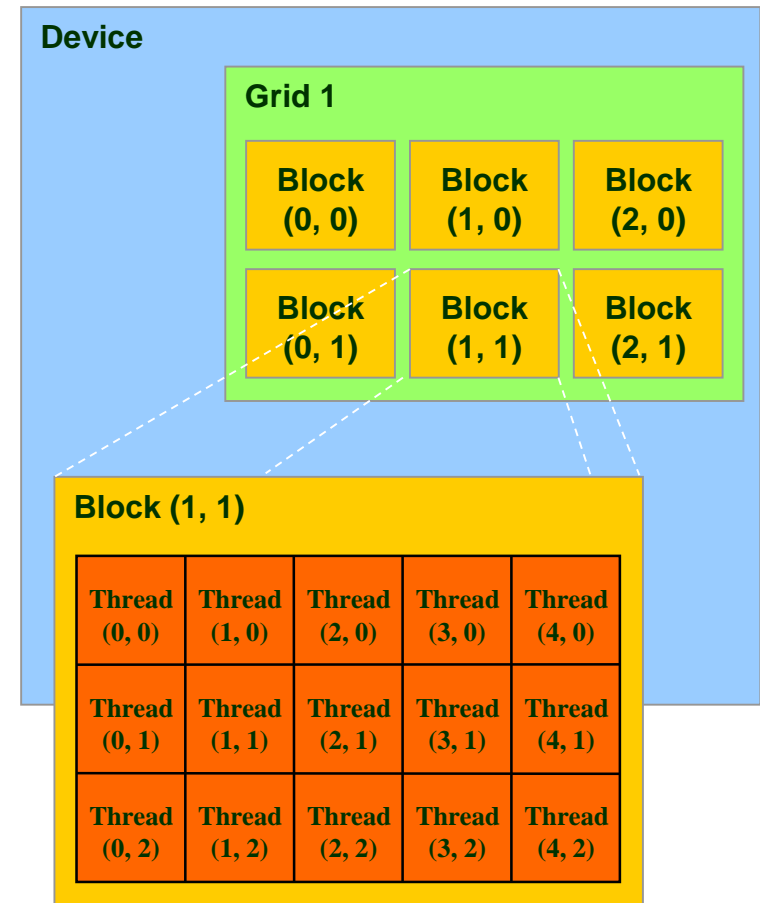 Device
Grid 1
Block Block Block
(0, 0) (1, 0) (2, 0)
Block Block Block
(0, 1) (1, 1) (2, 1)
Block (1, 1)
Thread Thread Thread Thread Thread
(0, 0) (1, 0) (2, 0) (3, 0) (4, 0)
Thread Thread Thread Thread Thread
(0, 1) (1, 1) (2, 1) (3, 1) (4, 1)
Thread Thread Thread Thread Thread
(0, 2) (1, 2) (2, 2) (3, 2) (4, 2)